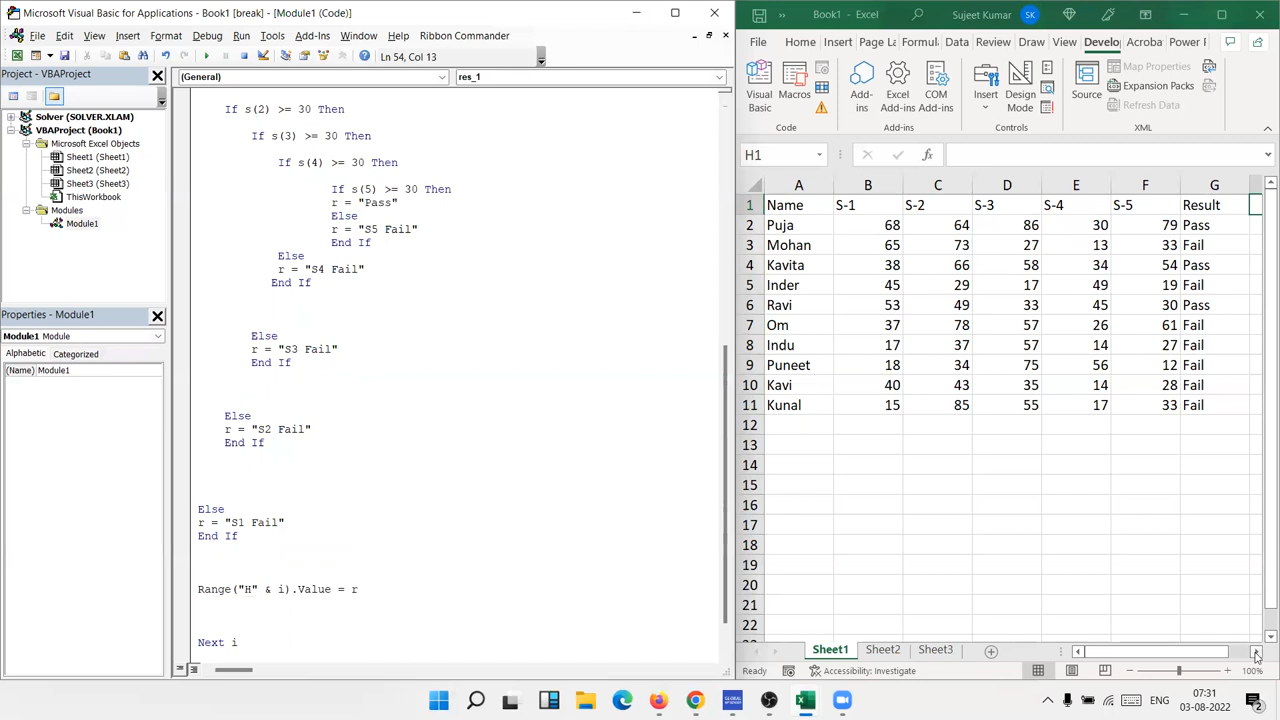 Microsoft Visual Basic for Applications - Book1 [break] - [Module1 (Code)]
File Edit View Insert Format Debug Run Tools Add-Ins Window Help Ribbon Commander
Ln 54, Col 13
Project - VBAProject
(General)
res_1
Solver (SOLVER.XLAM)
VBAProject (Book1)
Microsoft Excel Objects
Sheet1 (Sheet1)
Sheet2 (Sheet2)
Sheet3 (Sheet3)
ThisWorkbook
Modules
Module1
Properties - Module1
Module1 Module
Alphabetic Categorized
(Name) Module1
If s(2) >= 30 Then
If s(3) >= 30 Then
If s(4) >= 30 Then
If s(5) >= 30 Then
r = "Pass"
Else
r = "S5 Fail"
End If
Else
r = "S4 Fail"
End If
Else
r = "S3 Fail"
End If
Else
r = "S2 Fail"
End If
Else
r = "S1 Fail"
End If
Range("H" & i).Value = r
Next i
Book1 - Excel
Sujeet Kumar
SK
File Home Insert Page La Formul Data Review Draw View Develo Acroba Power F
Visual Basic
Macros
Code
Add-ins
Excel Add-ins
COM Add-ins
Add-ins
Insert
Design Mode
Controls
Source
Map Properties
Expansion Packs
Refresh Data
XML
H1
A B C D E F G
1 Name S-1 S-2 S-3 S-4 S-5 Result
2 Puja 68 64 86 30 79 Pass
3 Mohan 65 73 27 13 33 Fail
4 Kavita 38 66 58 34 54 Pass
5 Inder 45 29 17 49 19 Fail
6 Ravi 53 49 33 45 30 Pass
7 Om 37 78 57 26 61 Fail
8 Indu 17 37 57 14 27 Fail
9 Puneet 18 34 75 56 12 Fail
10 Kavi 40 43 35 14 28 Fail
11 Kunal 15 85 55 17 33 Fail
12
13
14
15
16
17
18
19
20
21
22
Sheet1 Sheet2 Sheet3
Ready
Accessibility: Investigate
100%
ENG
07:31
03-08-2022